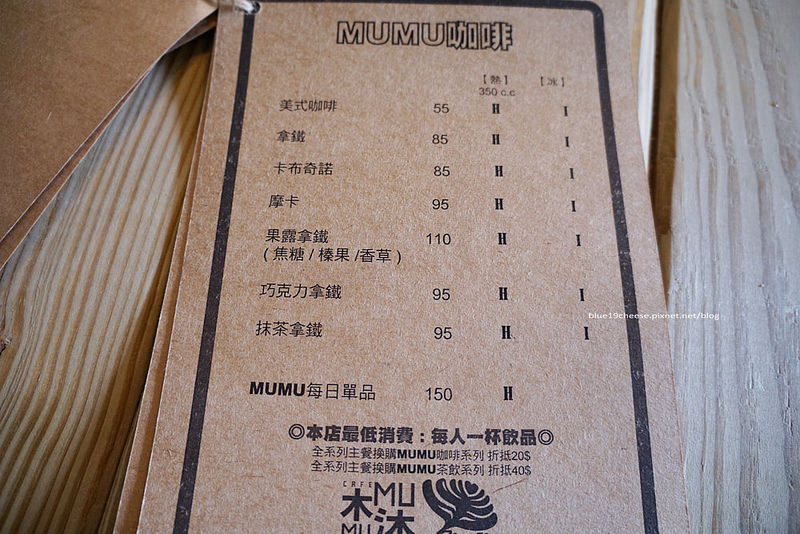 MUMU咖啡
【熱】 【冰】
350 c.c
美式咖啡 55 H I
拿鐵 85 H I
卡布奇諾 85 H I
摩卡 95 H I
果露拿鐵 110 H I
( 焦糖 / 榛果 /香草 )
巧克力拿鐵 95 H I
blue19cheese.pixnet.net/blog
抹茶拿鐵 95 H I
MUMU每日單品 150 H
◎本店最低消費：每人一杯飲品◎
全系列主餐換購MUMU咖啡系列 折抵20$
全系列主餐換購MUMU茶飲系列 折抵40$
CAFE
木MU
MU沐